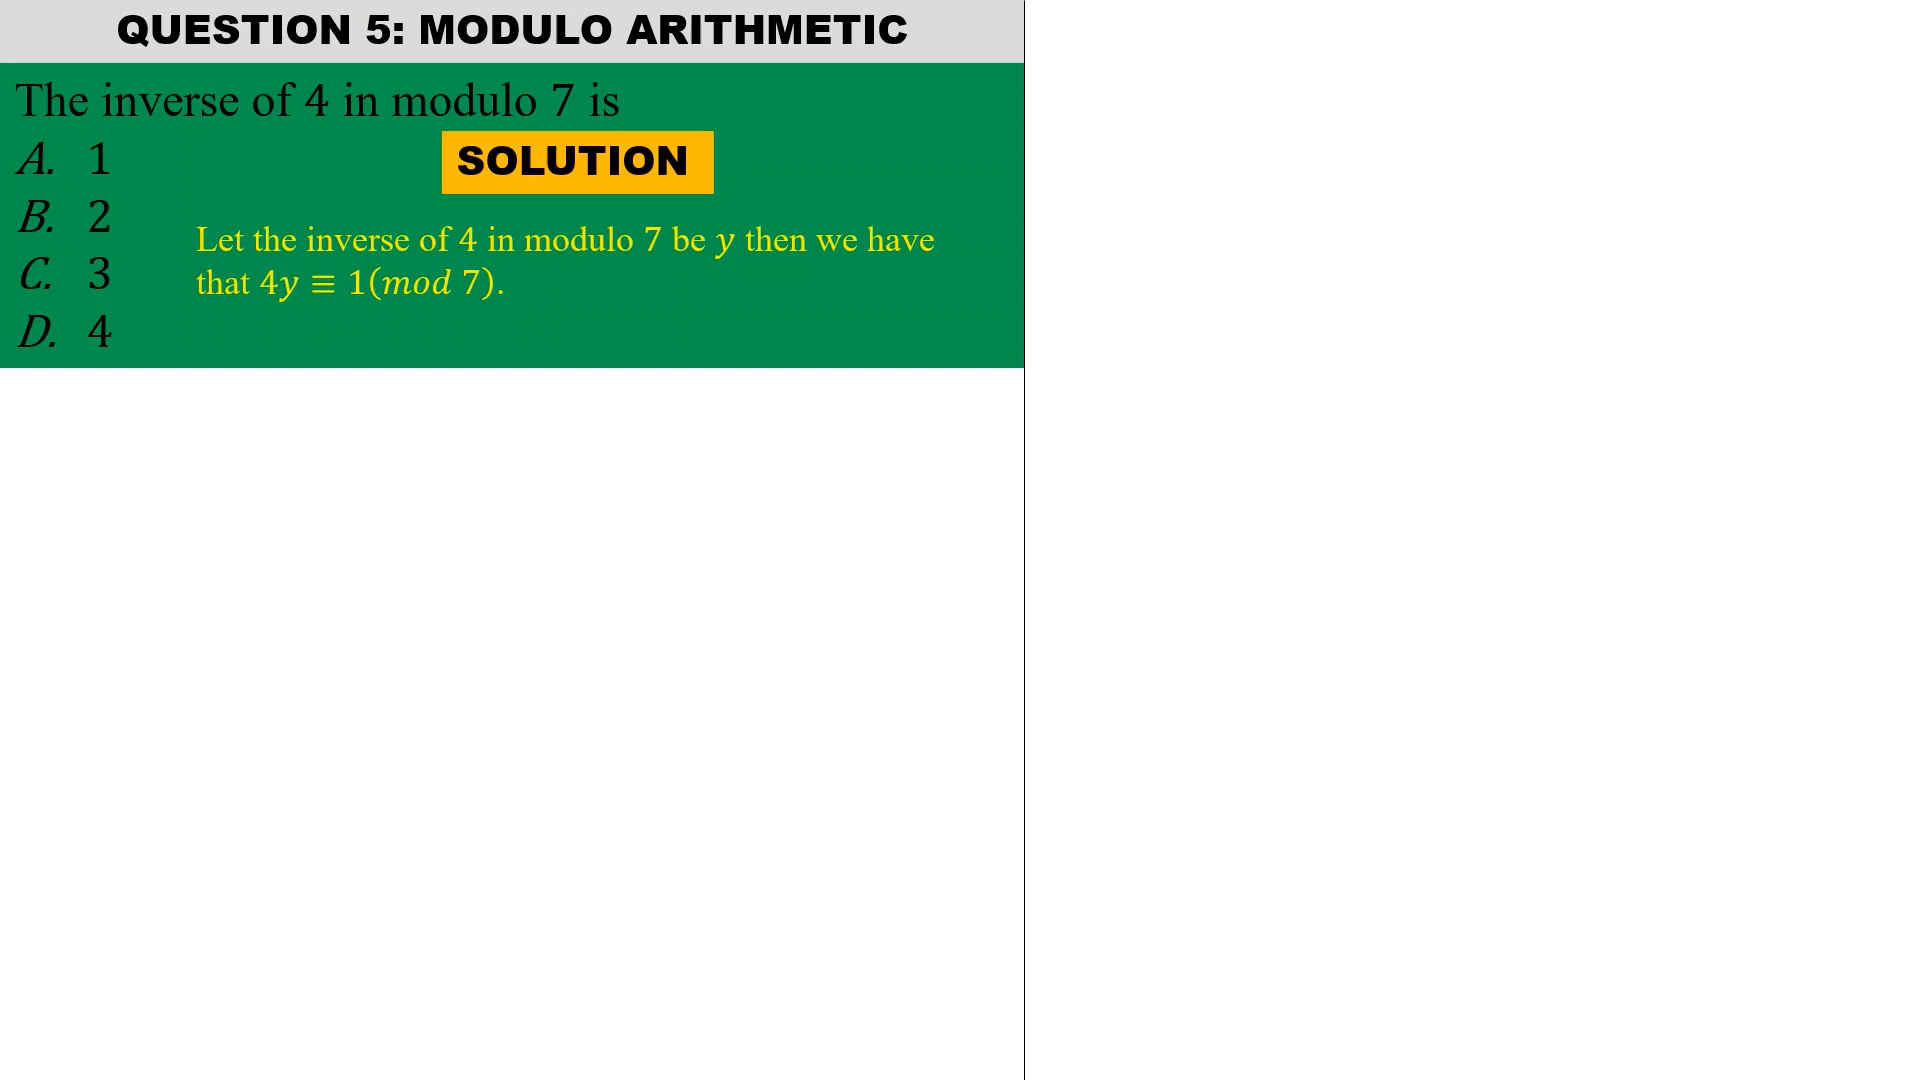 QUESTION 5: MODULO ARITHMETIC
The inverse of 4 in modulo 7 is
A. 1
B. 2
C. 3
D. 4
SOLUTION
Let the inverse of 4 in modulo 7 be y then we have
that 4y ≡ 1(mod 7).